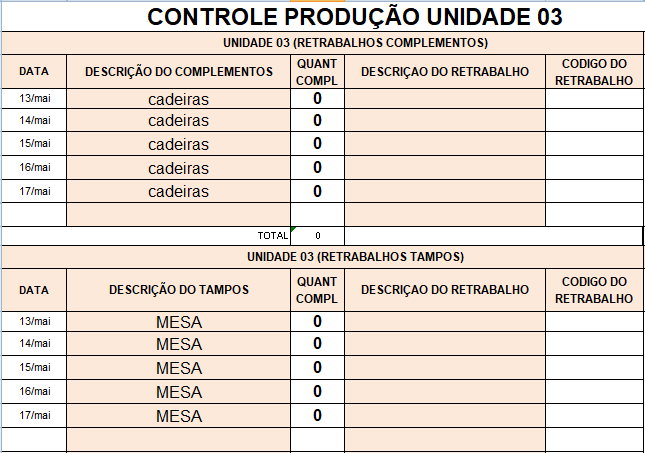 CONTROLE PRODUÇÃO UNIDADE 03
UNIDADE 03 (RETRABALHOS COMPLEMENTOS)
DATA DESCRIÇÃO DO COMPLEMENTOS QUANT COMPL DESCRIÇAO DO RETRABALHO CODIGO DO RETRABALHO
13/mai cadeiras 0
14/mai cadeiras 0
15/mai cadeiras 0
16/mai cadeiras 0
17/mai cadeiras 0
TOTAL 0
UNIDADE 03 (RETRABALHOS TAMPOS)
DATA DESCRIÇÃO DO TAMPOS QUANT COMPL DESCRIÇAO DO RETRABALHO CODIGO DO RETRABALHO
13/mai MESA 0
14/mai MESA 0
15/mai MESA 0
16/mai MESA 0
17/mai MESA 0